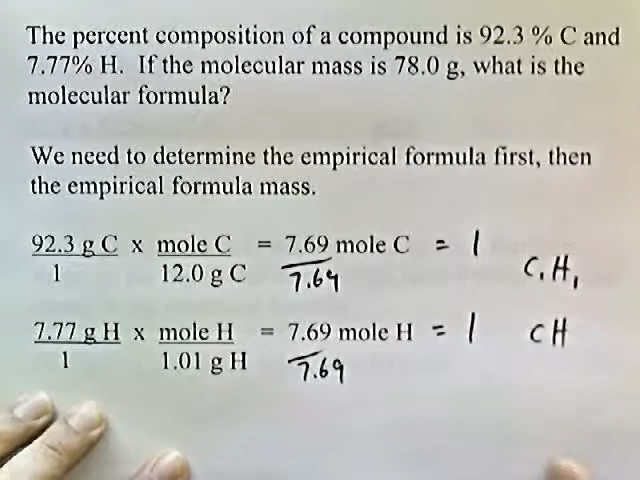 The percent composition of a compound is 92.3 % C and
7.77% H. If the molecular mass is 78.0 g, what is the
molecular formula?
We need to determine the empirical formula first, then
the empirical formula mass.
92.3 g C x mole C = 7.69 mole C = 1
1 12.0 g C 7.69 C1H1
7.77 g H x mole H = 7.69 mole H = 1 CH
1 1.01 g H 7.69